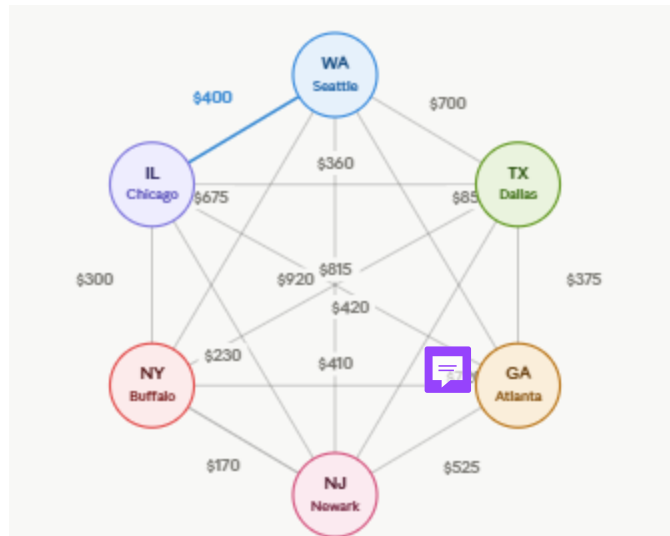 WA
Seattle
$400
$700
$360
IL
Chicago
TX
Dallas
$675
$85
$815
$920
$300
$375
$420
$230
$410
NY
Buffalo
GA
Atlanta
$170
$525
NJ
Newark